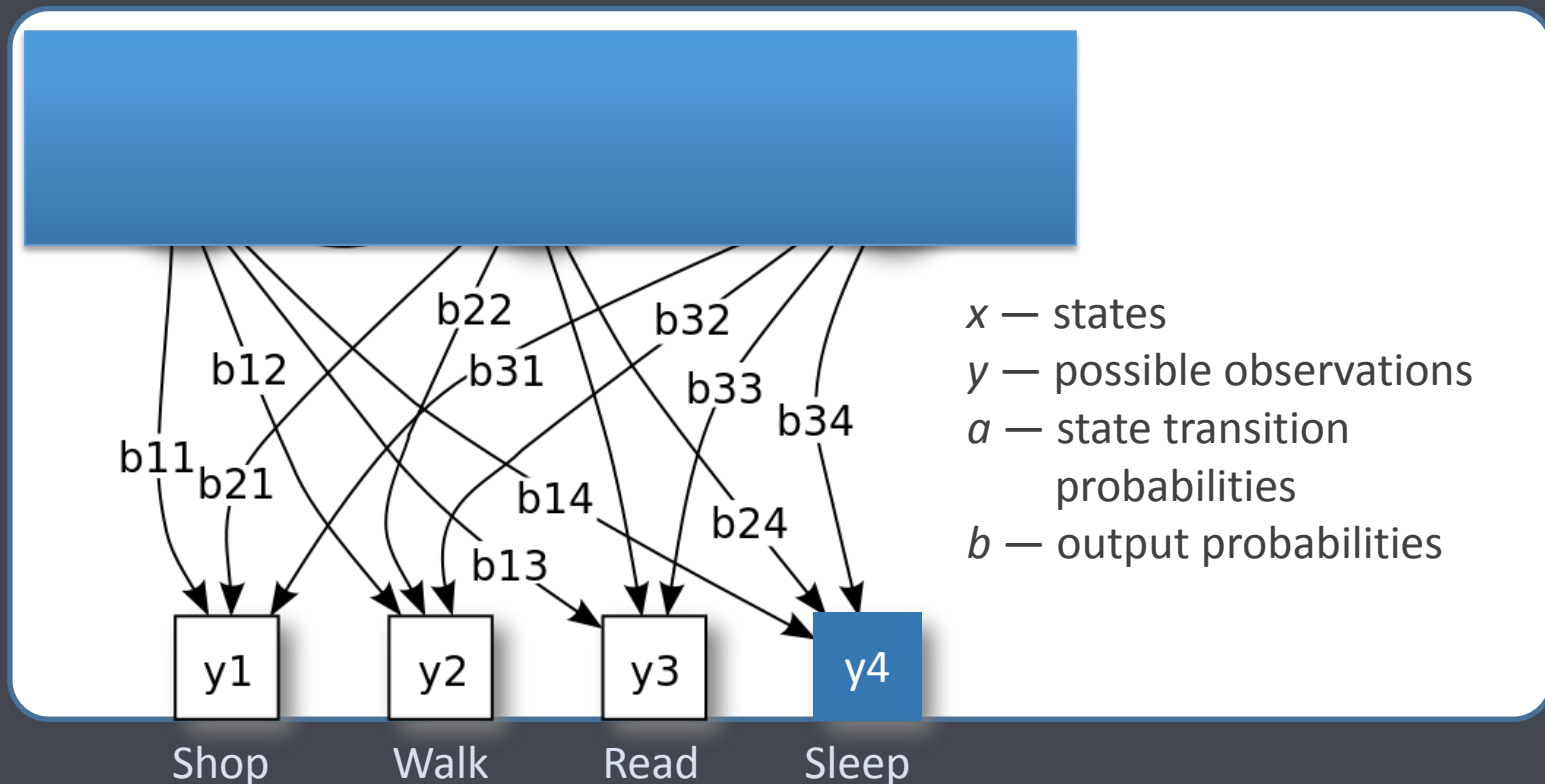 b22
b32
x — states
b12
b31
y — possible observations
b33
b34
a — state transition
b11
b21
probabilities
b14
b24
b — output probabilities
b13
y1
y2
y3
y4
Shop
Walk
Read
Sleep